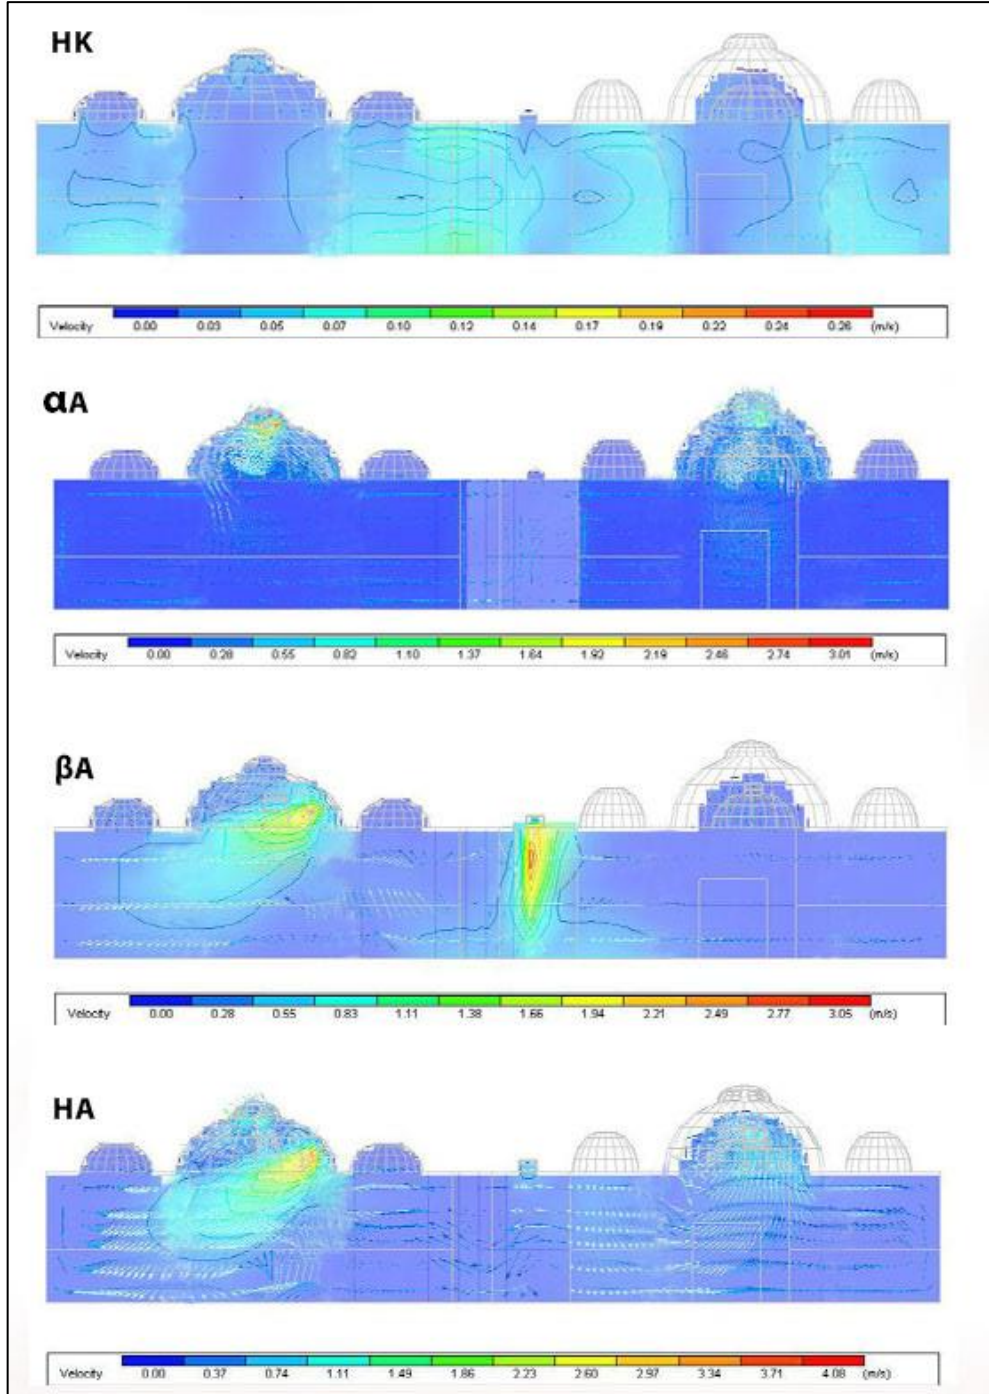 HK
Velocity 0.00 0.03 0.05 0.07 0.10 0.12 0.14 0.17 0.19 0.22 0.24 0.26 (m/s)
αA
Velocity 0.00 0.28 0.55 0.82 1.10 1.37 1.64 1.92 2.19 2.46 2.74 3.01 (m/s)
βA
Velocity 0.00 0.28 0.55 0.83 1.11 1.38 1.66 1.94 2.21 2.49 2.77 3.05 (m/s)
HA
Velocity 0.00 0.37 0.74 1.11 1.49 1.86 2.23 2.60 2.97 3.34 3.71 4.08 (m/s)